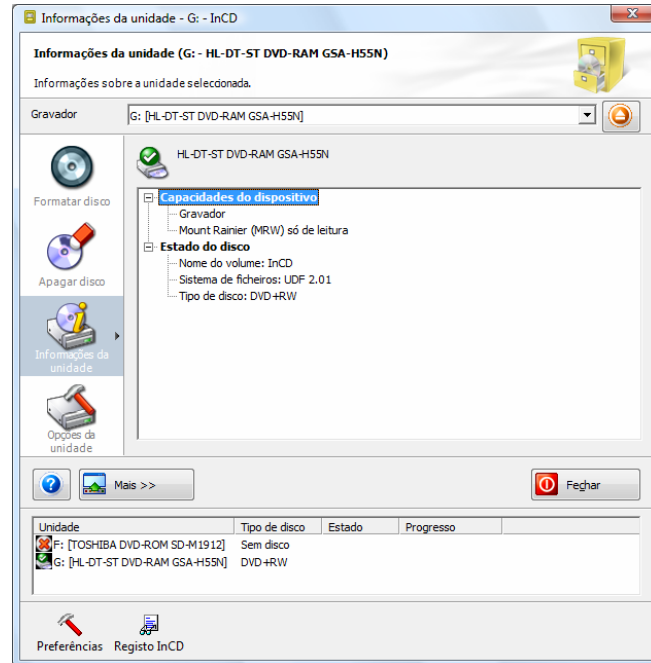 Informações da unidade - G: - InCD
Informações da unidade (G: - HL-DT-ST DVD-RAM GSA-H55N)
Informações sobre a unidade seleccionada.
Gravador
G: [HL-DT-ST DVD-RAM GSA-H55N]
HL-DT-ST DVD-RAM GSA-H55N
Formatar disco
Apagar disco
Informações da
unidade
Opções da
unidade
Capacidades do dispositivo
Gravador
Mount Rainier (MRW) só de leitura
Estado do disco
Nome do volume: InCD
Sistema de ficheiros: UDF 2.01
Tipo de disco: DVD+RW
Mais >>
Fechar
Unidade Tipo de disco Estado Progresso
F: [TOSHIBA DVD-ROM SD-M1912] Sem disco
G: [HL-DT-ST DVD-RAM GSA-H55N] DVD+RW
Preferências Registo InCD